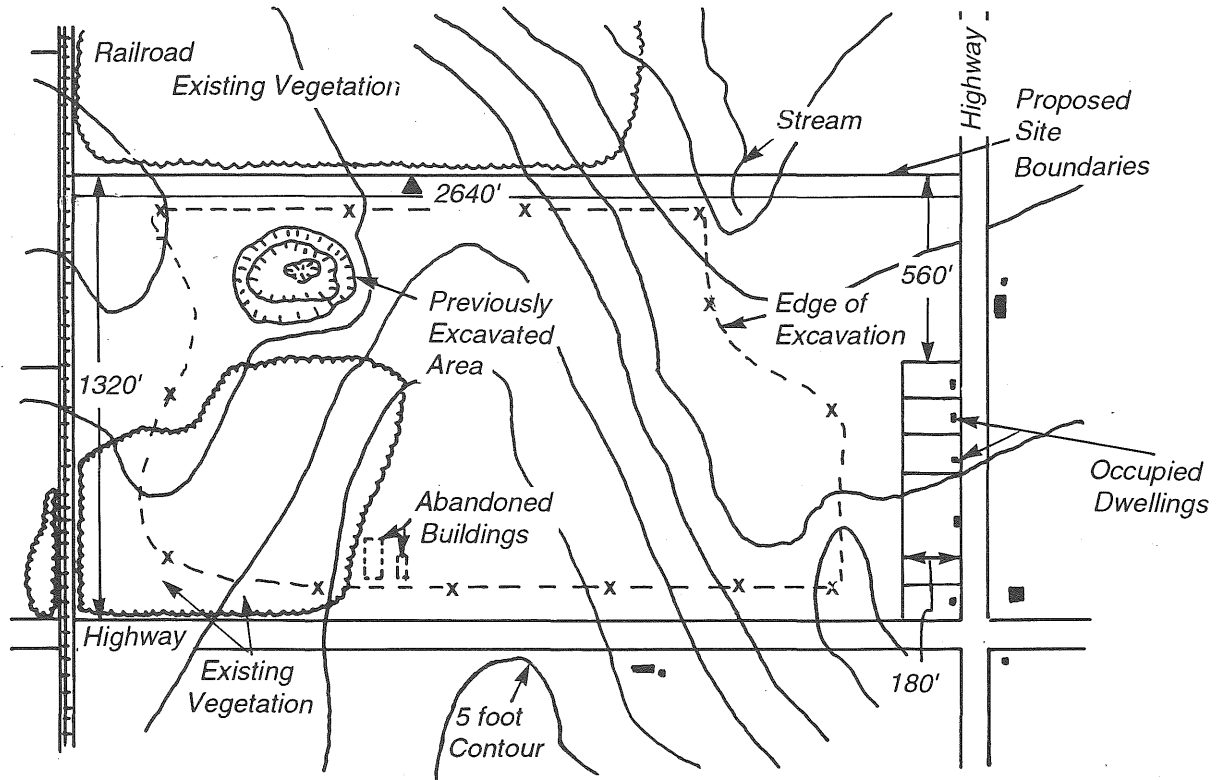 Railroad
Existing Vegetation
Stream
Highway
Proposed
Site
Boundaries
2640'
560'
Previously
Excavated
Area
Edge of
Excavation
1320'
Abandoned
Buildings
Occupied
Dwellings
Highway
Existing
Vegetation
5 foot
Contour
180'